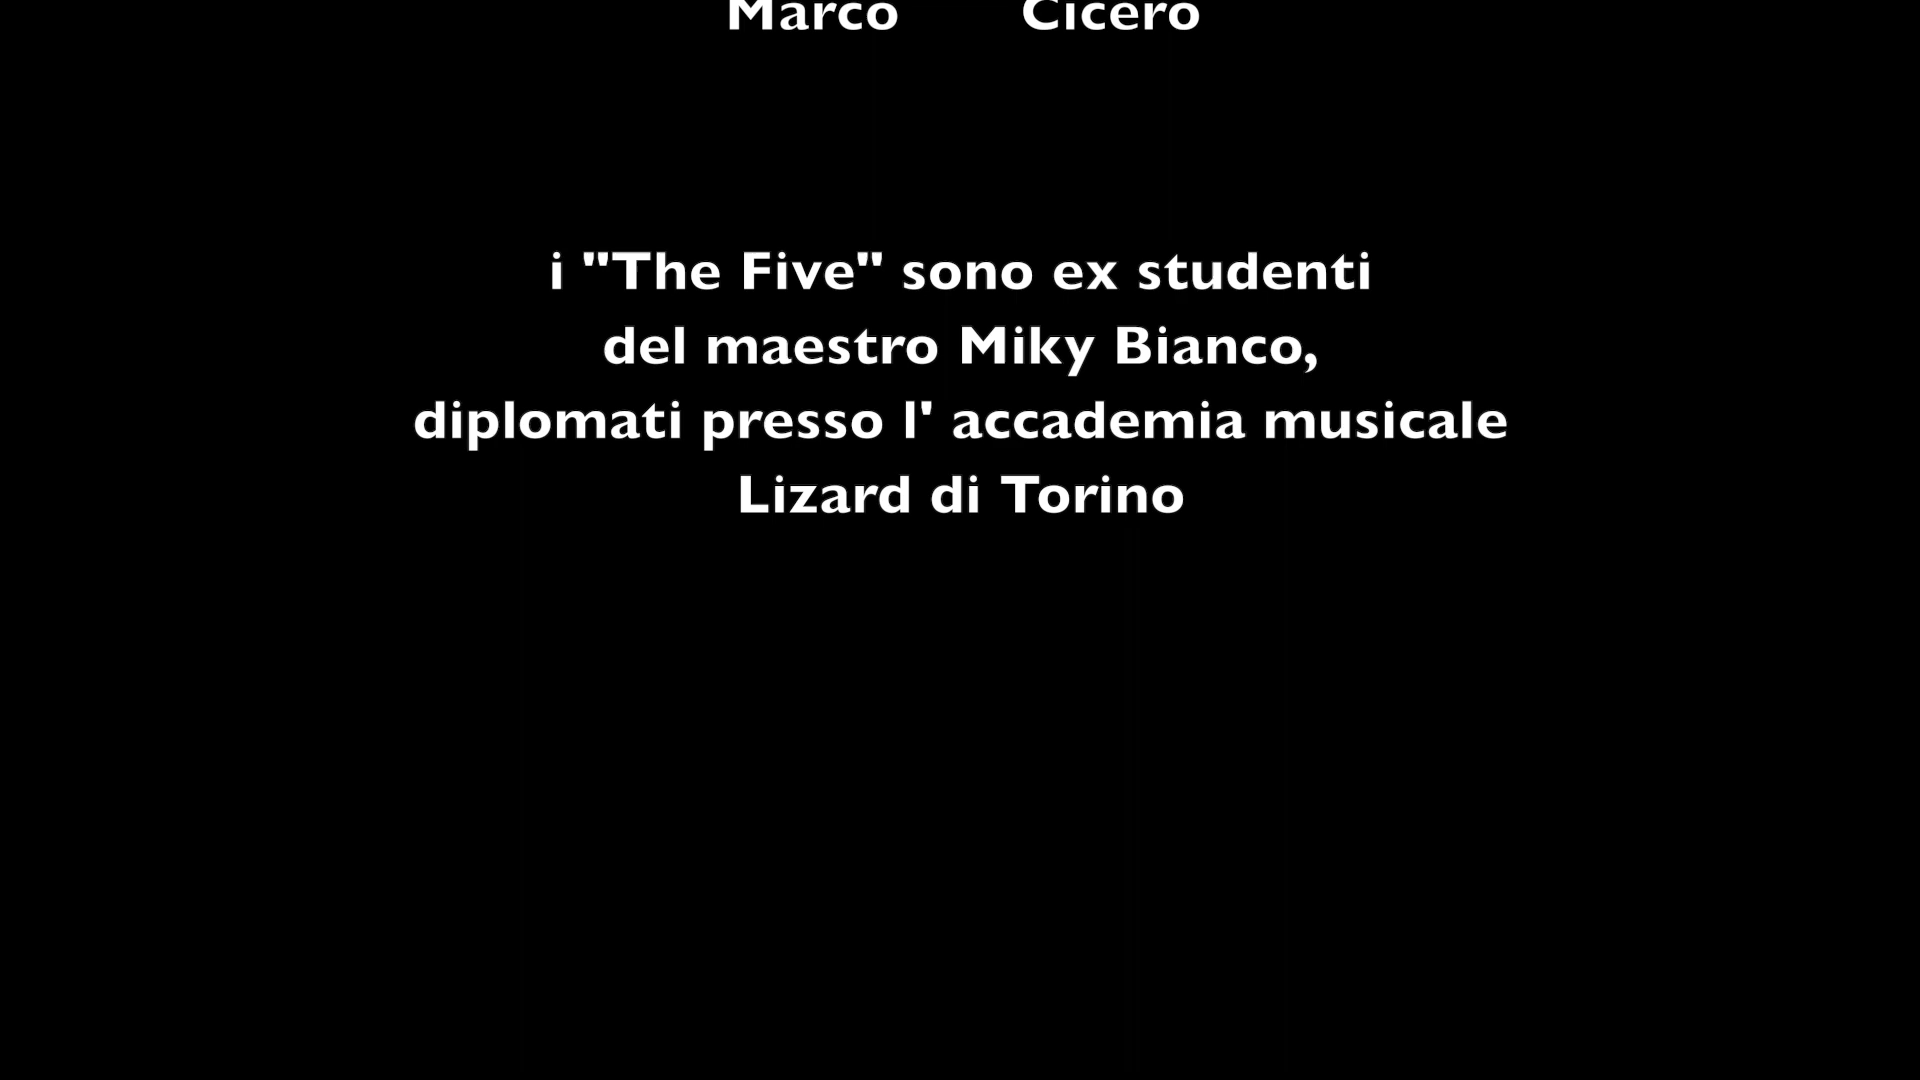 Marco Cicero
i "The Five" sono ex studenti
del maestro Miky Bianco,
diplomati presso l' accademia musicale
Lizard di Torino